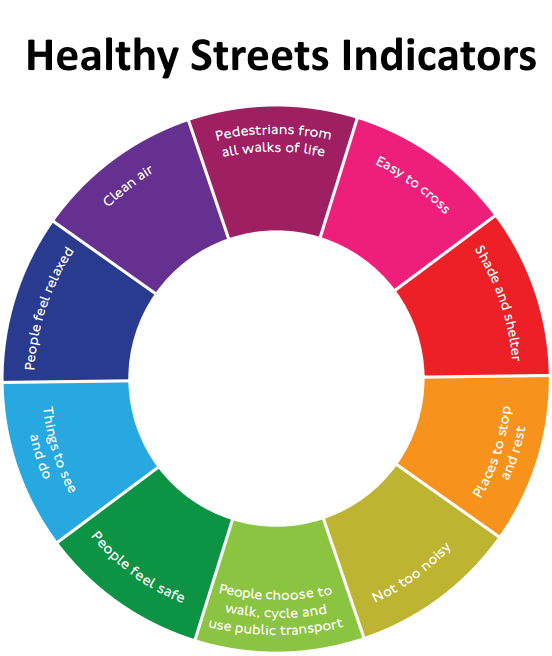 Healthy Streets Indicators
Pedestrians from
all walks of life
Easy to cross
Shade and shelter
Places to stop
and rest
Not too noisy
People choose to
walk, cycle and
use public transport
People feel safe
Things to see
and do
People feel relaxed
Clean air